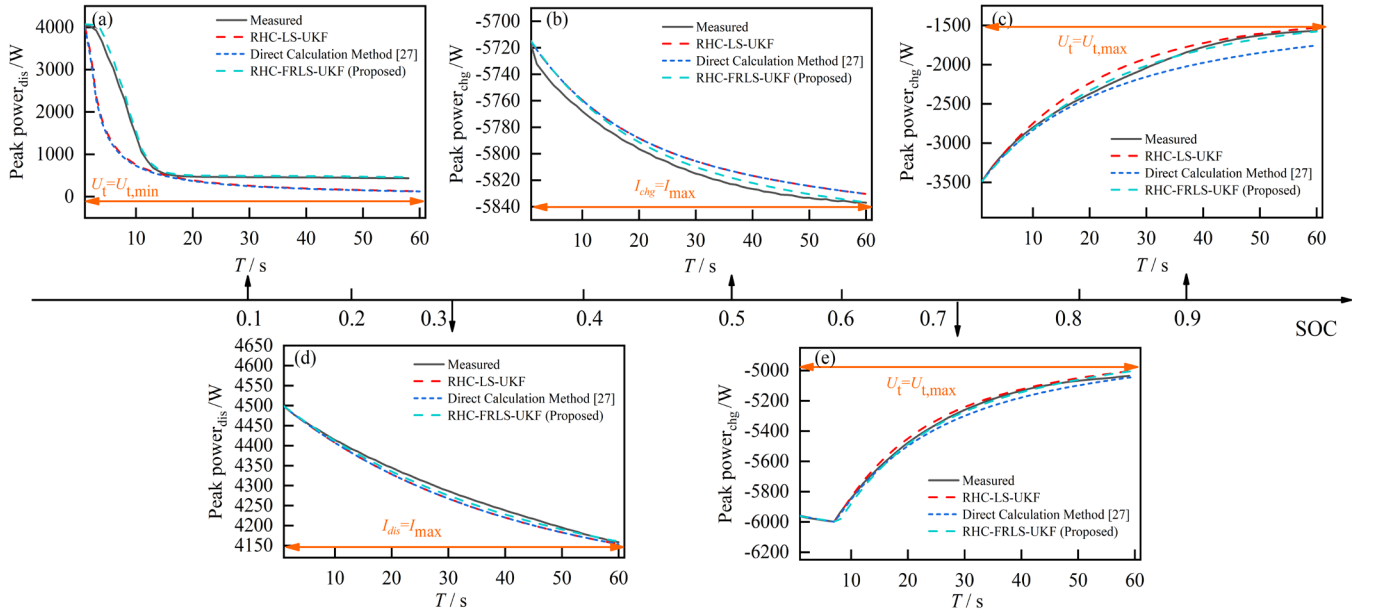 (a)
Measured
RHC-LS-UKF
Direct Calculation Method [27]
RHC-FRLS-UKF (Proposed)
Peak power_dis /W
4000
3000
2000
1000
0
U_t=U_t,min
10 20 30 40 50 60
T / s
(b)
Measured
RHC-LS-UKF
Direct Calculation Method [27]
RHC-FRLS-UKF (Proposed)
Peak power_chg /W
-5700
-5720
-5740
-5760
-5780
-5800
-5820
-5840
I_chg=I_max
10 20 30 40 50 60
T / s
(c)
U_t=U_t,max
Peak power_chg /W
-1500
-2000
-2500
-3000
-3500
Measured
RHC-LS-UKF
Direct Calculation Method [27]
RHC-FRLS-UKF (Proposed)
10 20 30 40 50 60
T / s
0.1 0.2 0.3 0.4 0.5 0.6 0.7 0.8 0.9
SOC
(d)
Measured
RHC-LS-UKF
Direct Calculation Method [27]
RHC-FRLS-UKF (Proposed)
Peak power_dis /W
4650
4600
4550
4500
4450
4400
4350
4300
4250
4200
4150
I_dis=I_max
10 20 30 40 50 60
T / s
(e)
U_t=U_t,max
Peak power_chg /W
-5000
-5200
-5400
-5600
-5800
-6000
-6200
Measured
RHC-LS-UKF
Direct Calculation Method [27]
RHC-FRLS-UKF (Proposed)
10 20 30 40 50 60
T / s